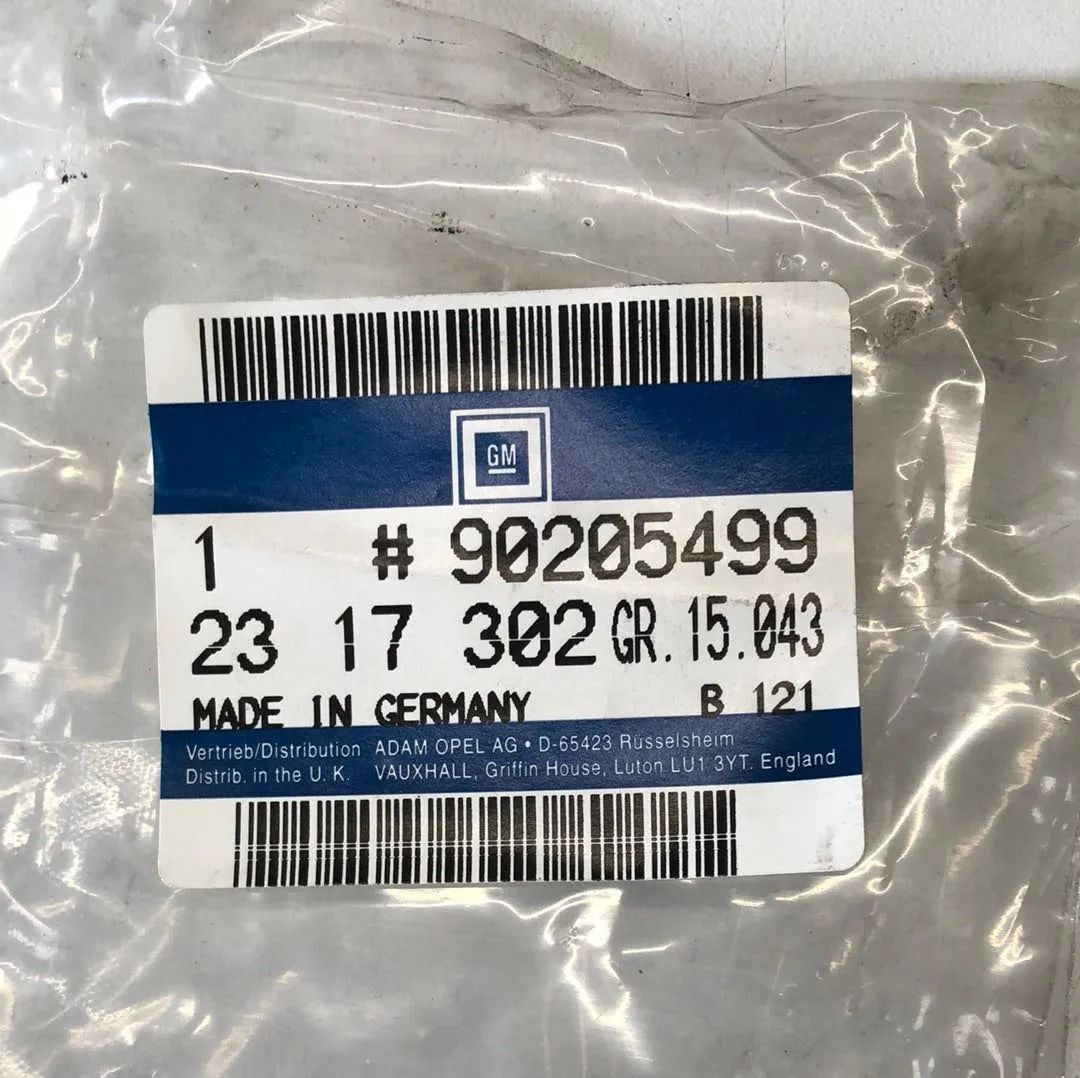 GM
1 # 90205499
23 17 302 GR. 15.043
MADE IN GERMANY B 121
Vertrieb/Distribution ADAM OPEL AG • D-65423 Rüsselsheim
Distrib. in the U. K. VAUXHALL, Griffin House, Luton LU1 3YT. England